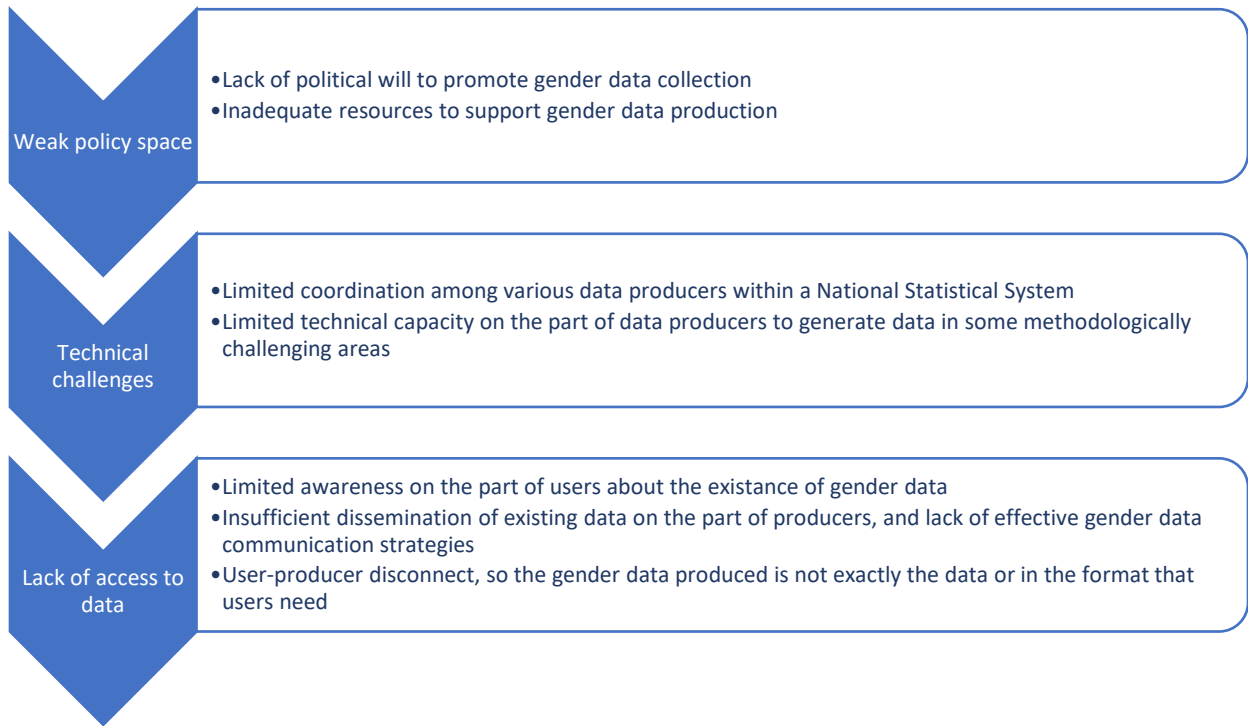 Weak policy space
•Lack of political will to promote gender data collection
•Inadequate resources to support gender data production
Technical
challenges
•Limited coordination among various data producers within a National Statistical System
•Limited technical capacity on the part of data producers to generate data in some methodologically
challenging areas
Lack of access to
data
•Limited awareness on the part of users about the existance of gender data
•Insufficient dissemination of existing data on the part of producers, and lack of effective gender data
communication strategies
•User-producer disconnect, so the gender data produced is not exactly the data or in the format that
users need